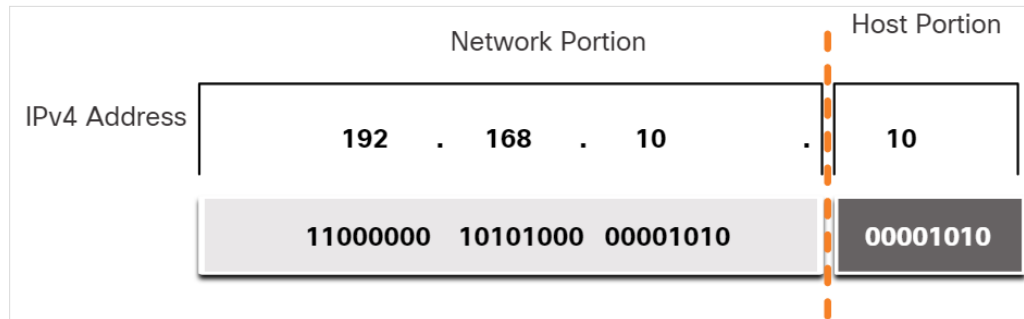 Network Portion
Host Portion
IPv4 Address
192 . 168 . 10 . 10
11000000 10101000 00001010 00001010